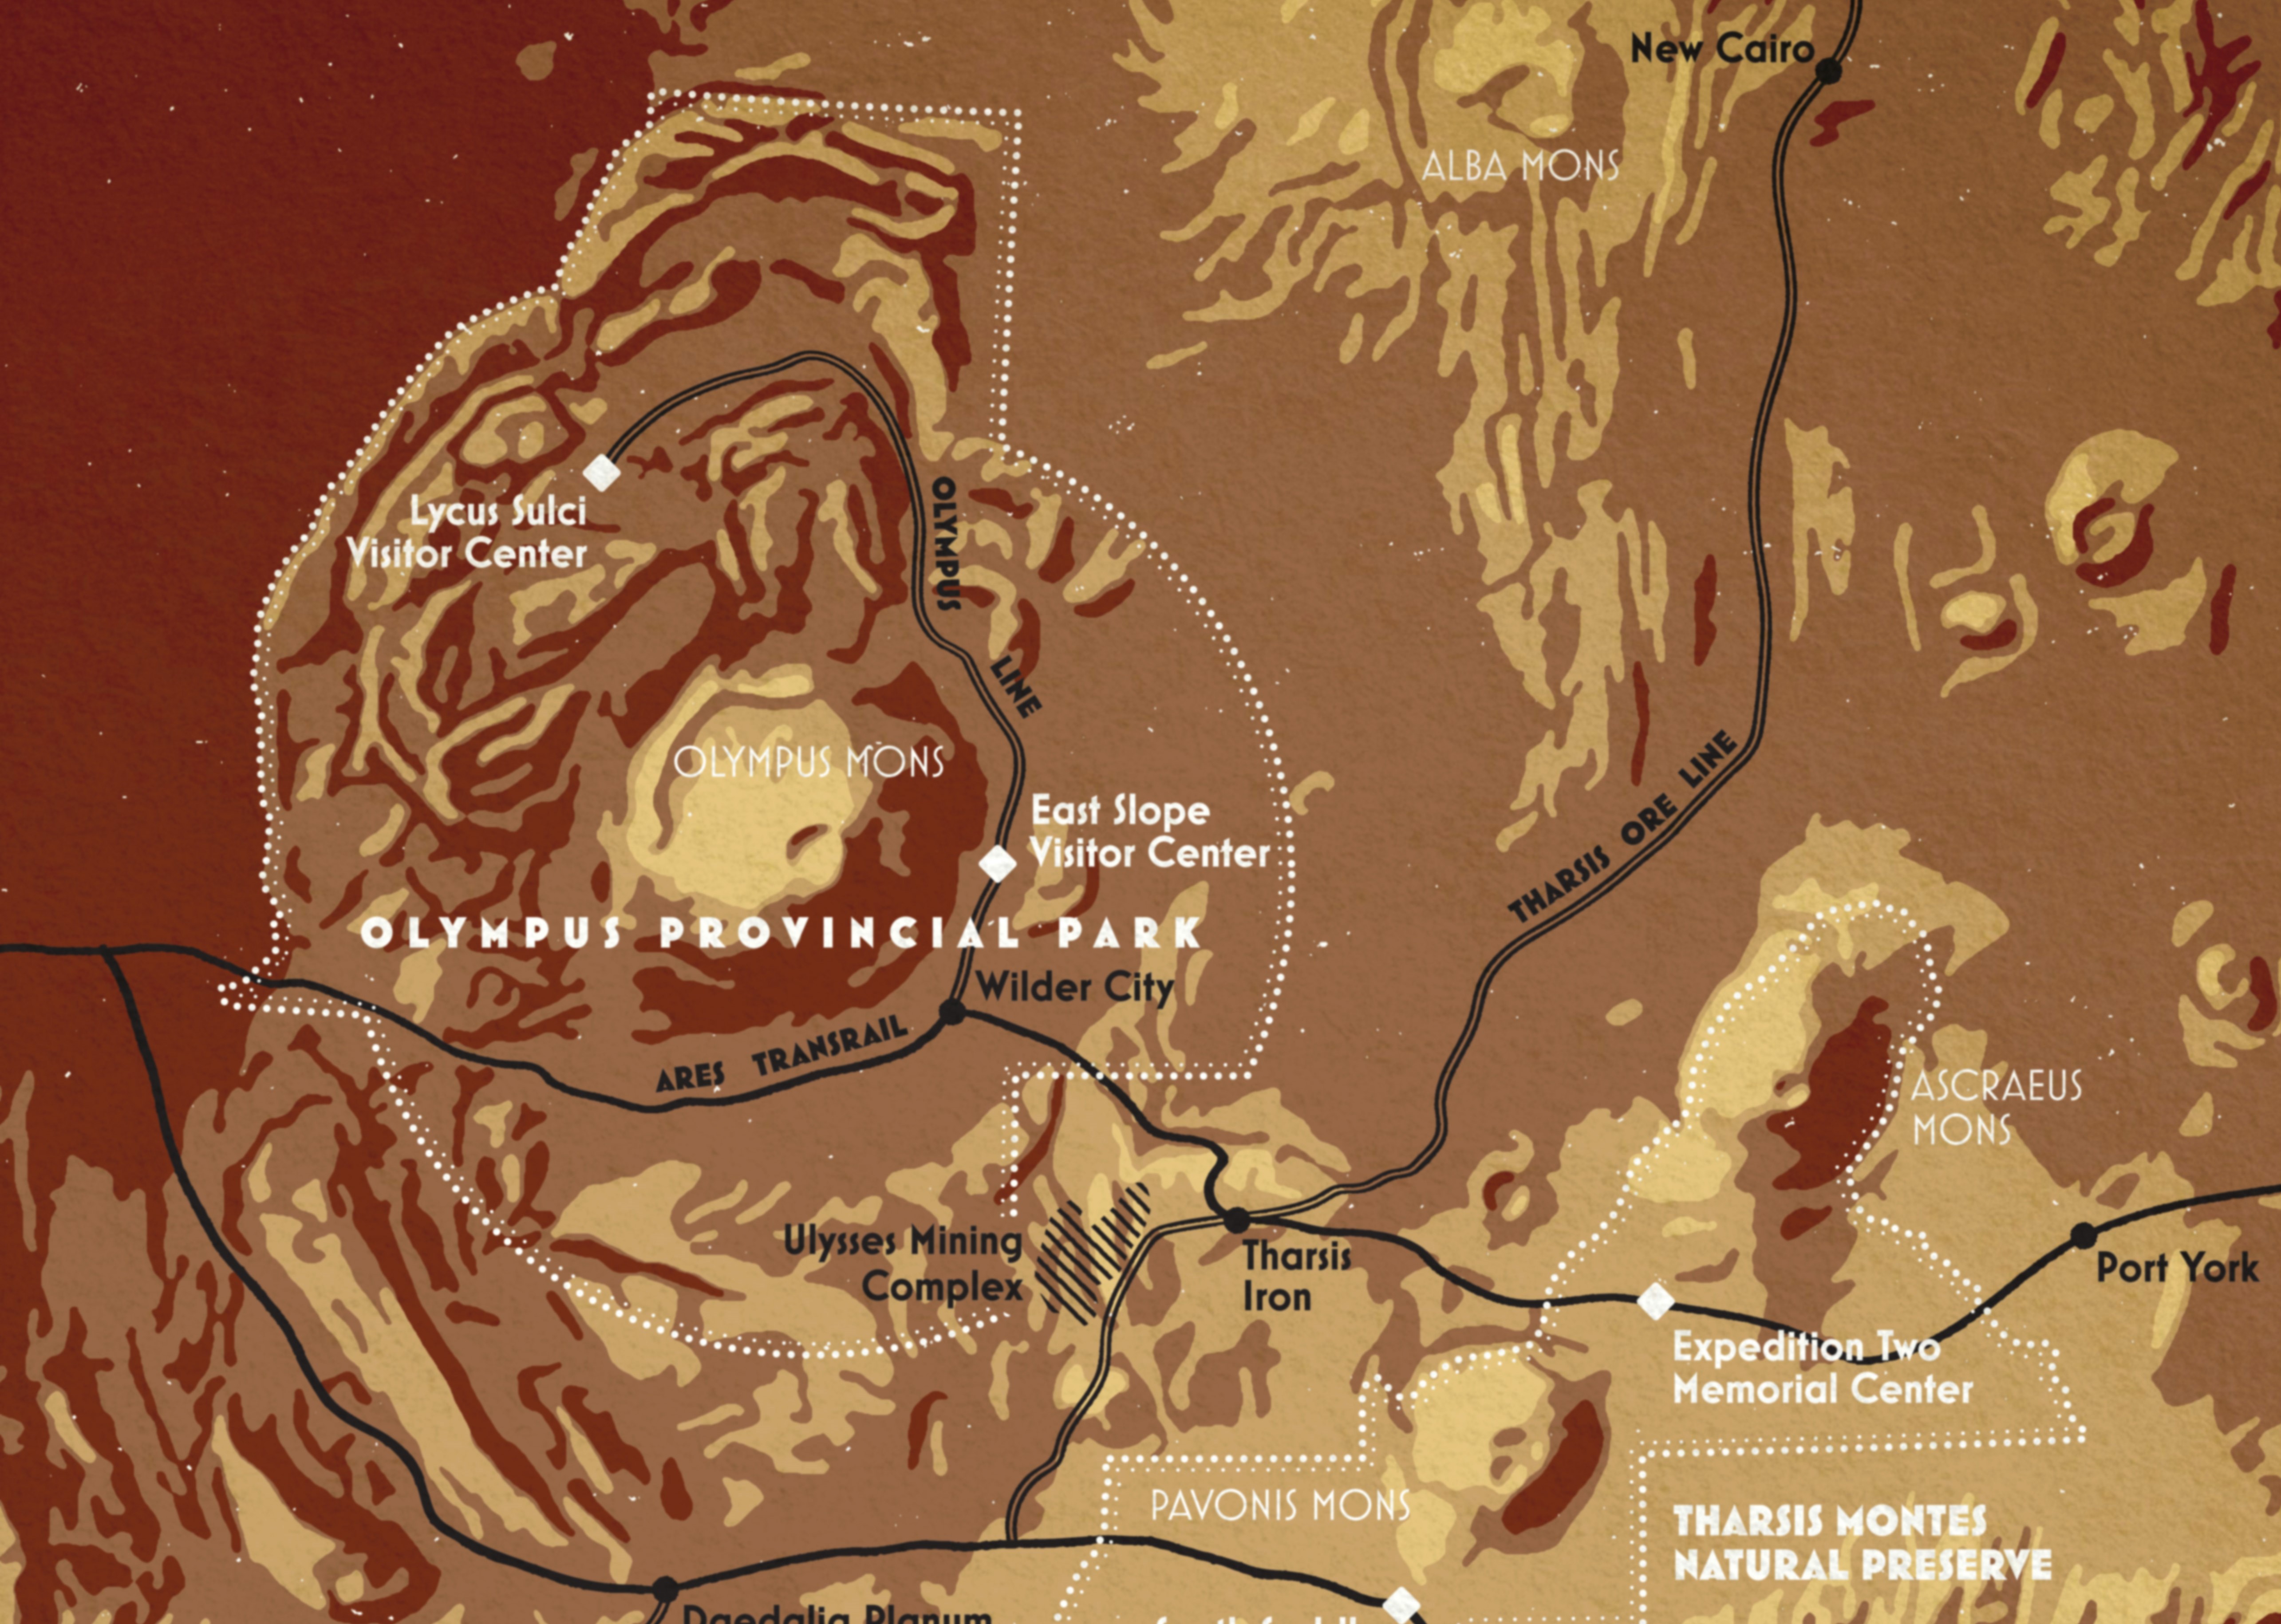 New Cairo
ALBA MONS
Lycus Sulci
Visitor Center
OLYMPUS LINE
OLYMPUS MONS
THARSIS ORE LINE
East Slope
Visitor Center
OLYMPUS PROVINCIAL PARK
Wilder City
ARES TRANSRAIL
ASCRAEUS
MONS
Ulysses Mining
Complex
Tharsis
Iron
Port York
Expedition Two
Memorial Center
PAVONIS MONS
THARSIS MONTES
NATURAL PRESERVE
Daedalia Planum